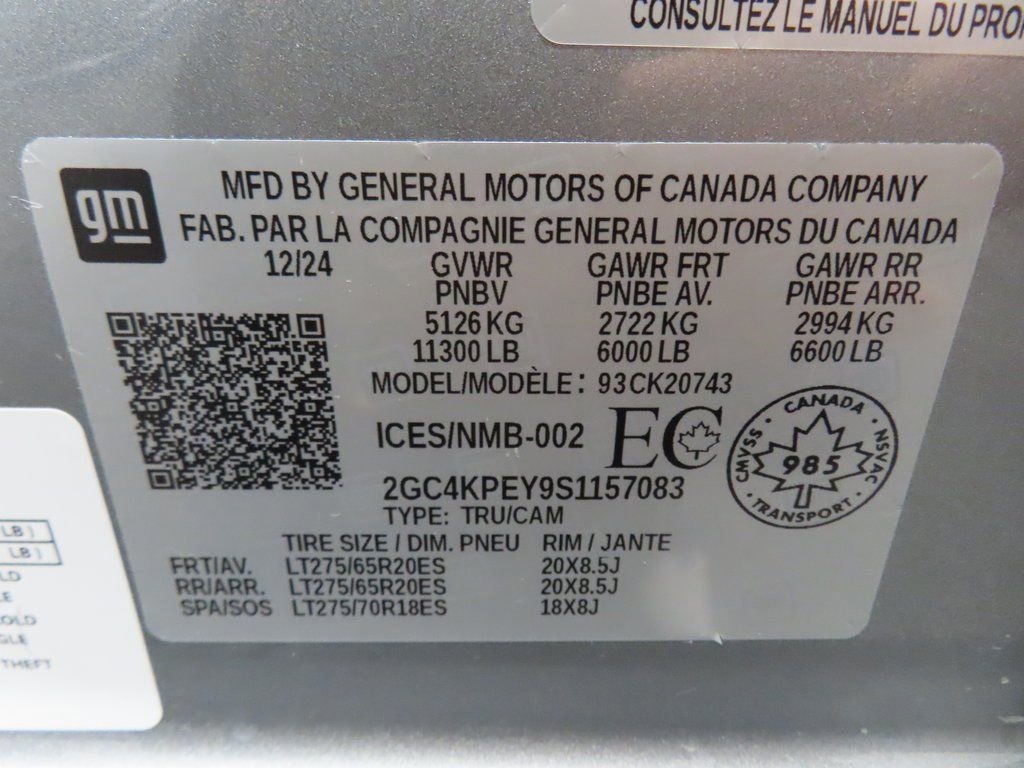 CONSULTEZ LE MANUEL DU
gm
MFD BY GENERAL MOTORS OF CANADA COMPANY
FAB. PAR LA COMPAGNIE GENERAL MOTORS DU CANADA
12/24 GVWR GAWR FRT GAWR RR
PNBV PNBE AV. PNBE ARR.
5126 KG 2722 KG 2994 KG
11300 LB 6000 LB 6600 LB
MODEL/MODÈLE: 93CK20743
ICES/NMB-002 EC
CANADA
CMVSS 985 NSVAC
TRANSPORT
2GC4KPEY9S1157083
TYPE: TRU/CAM
TIRE SIZE / DIM. PNEU RIM / JANTE
FRT/AV. LT275/65R20ES 20X8.5J
RR/ARR. LT275/65R20ES 20X8.5J
SPA/SOS LT275/70R18ES 18X8J
LB)
LB)
THEFT